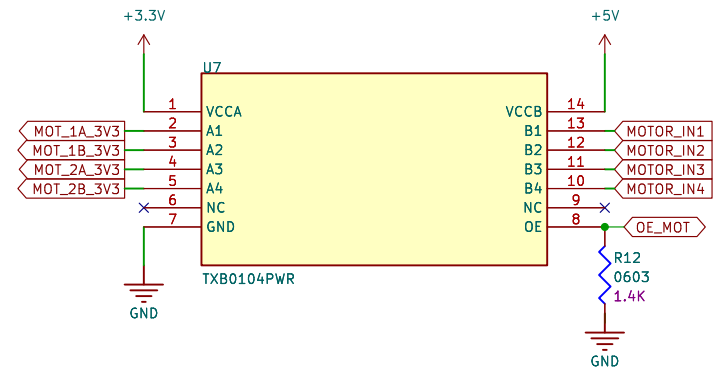 +3.3V
+5V
U7
1
VCCA
VCCB
14
MOT_1A_3V3
2
A1
B1
13
MOTOR_IN1
MOT_1B_3V3
3
A2
B2
12
MOTOR_IN2
MOT_2A_3V3
4
A3
B3
11
MOTOR_IN3
MOT_2B_3V3
5
A4
B4
10
MOTOR_IN4
6
NC
NC
9
7
GND
OE
8
OE_MOT
TXB0104PWR
R12
0603
1.4K
GND
GND